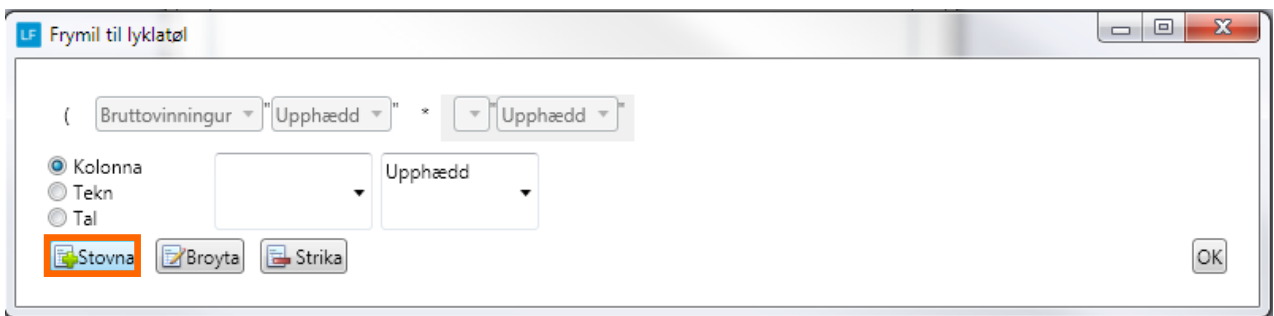 LF Frymil til lyklatøl
( Bruttovinningur "Upphædd " * "Upphædd "
Kolonna
Upphædd
Tekn
Tal
Stovna Broyta Strika OK